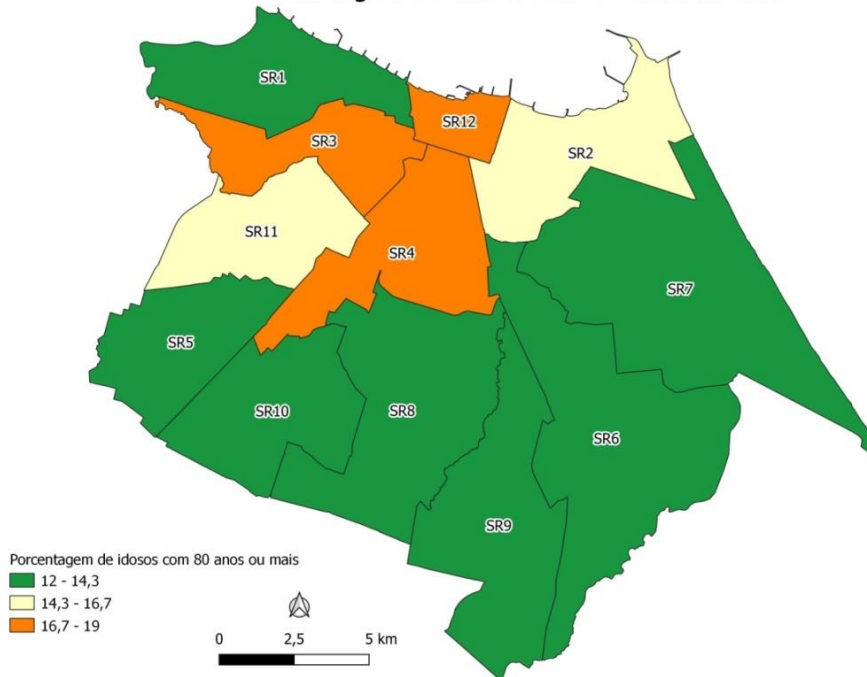 SR1
SR12
SR3
SR2
SR11
SR4
SR7
SR5
SR10
SR8
SR6
SR9
Porcentagem de idosos com 80 anos ou mais
12 - 14,3
14,3 - 16,7
16,7 - 19
0 2,5 5 km